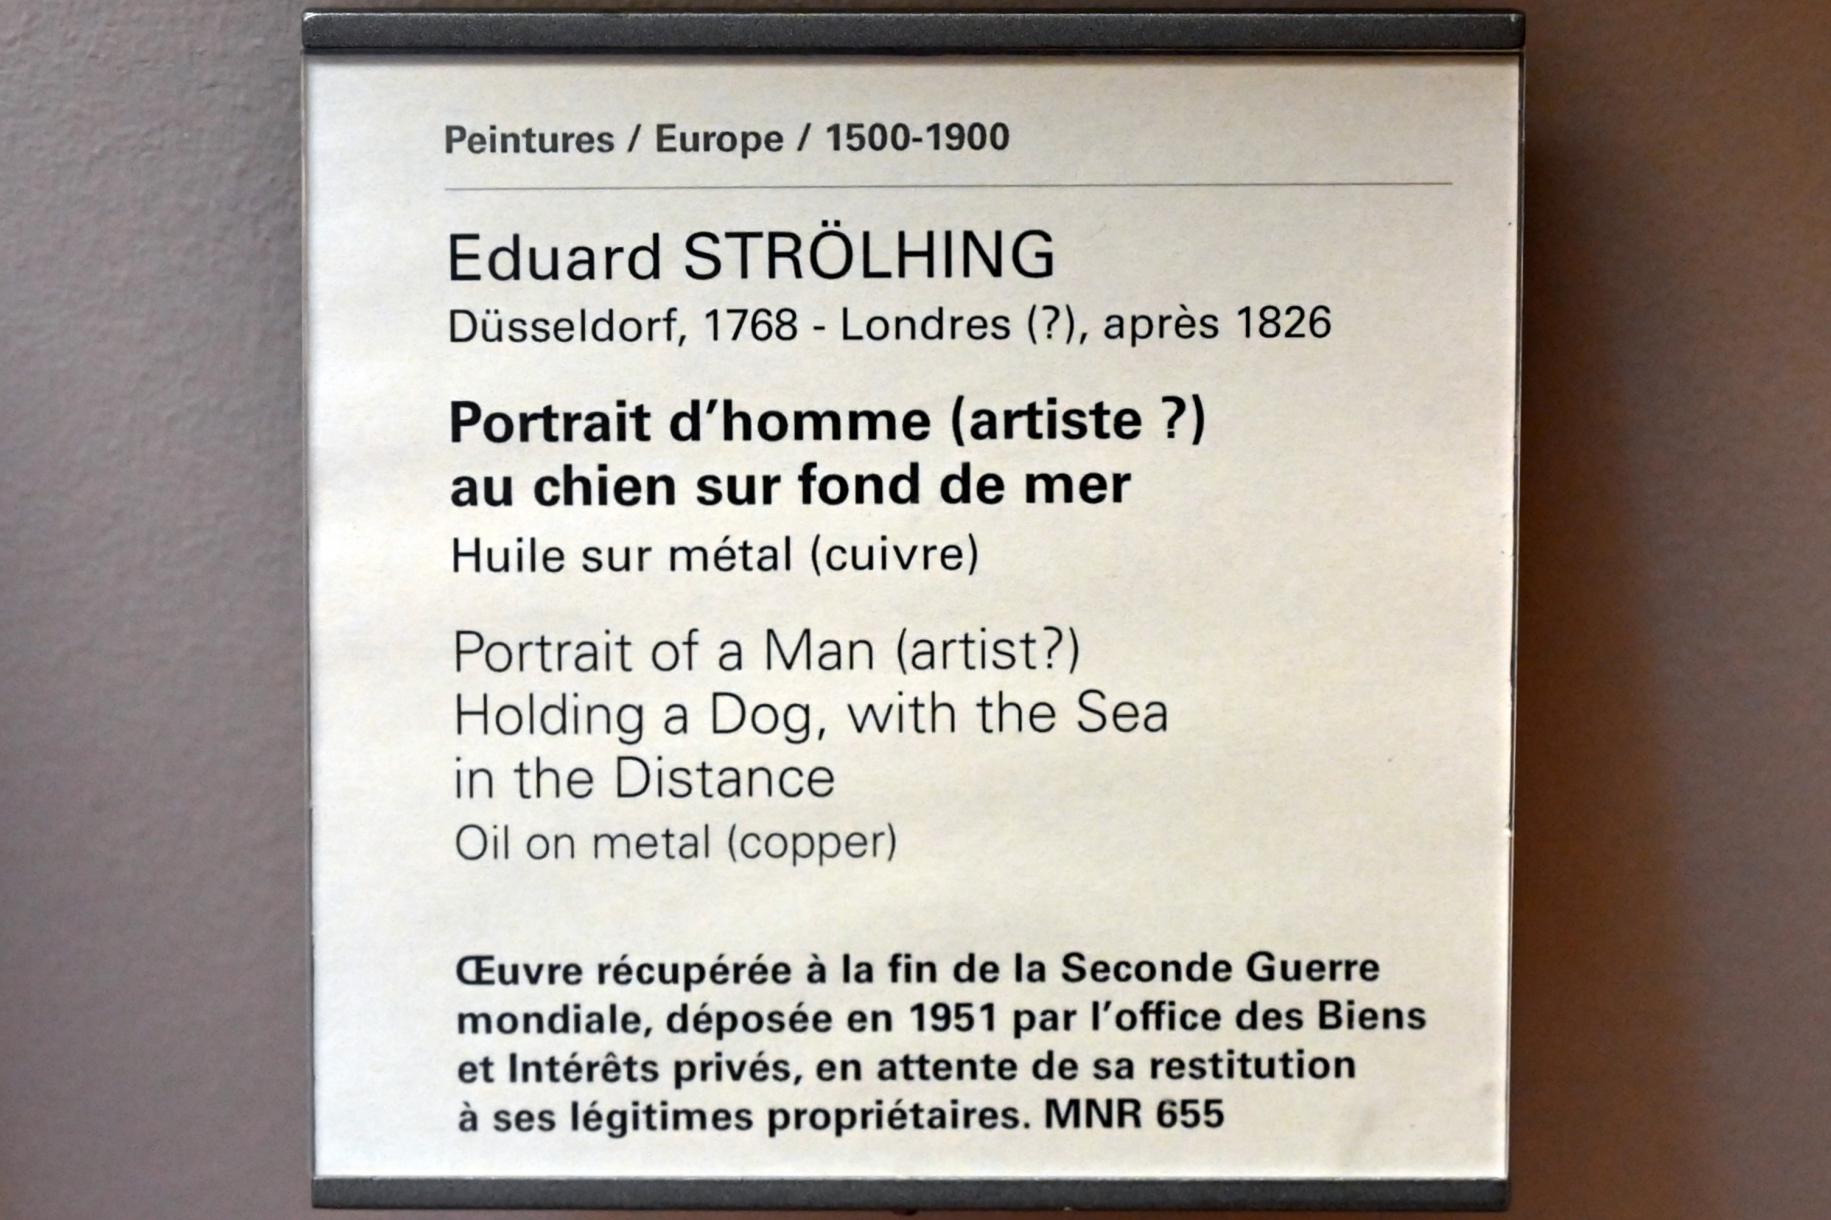 Peintures / Europe / 1500-1900
Eduard STRÖLHING
Düsseldorf, 1768 - Londres (?), après 1826
Portrait d’homme (artiste ?)
au chien sur fond de mer
Huile sur métal (cuivre)
Portrait of a Man (artist?)
Holding a Dog, with the Sea
in the Distance
Oil on metal (copper)
Œuvre récupérée à la fin de la Seconde Guerre
mondiale, déposée en 1951 par l’office des Biens
et Intérêts privés, en attente de sa restitution
à ses légitimes propriétaires. MNR 655